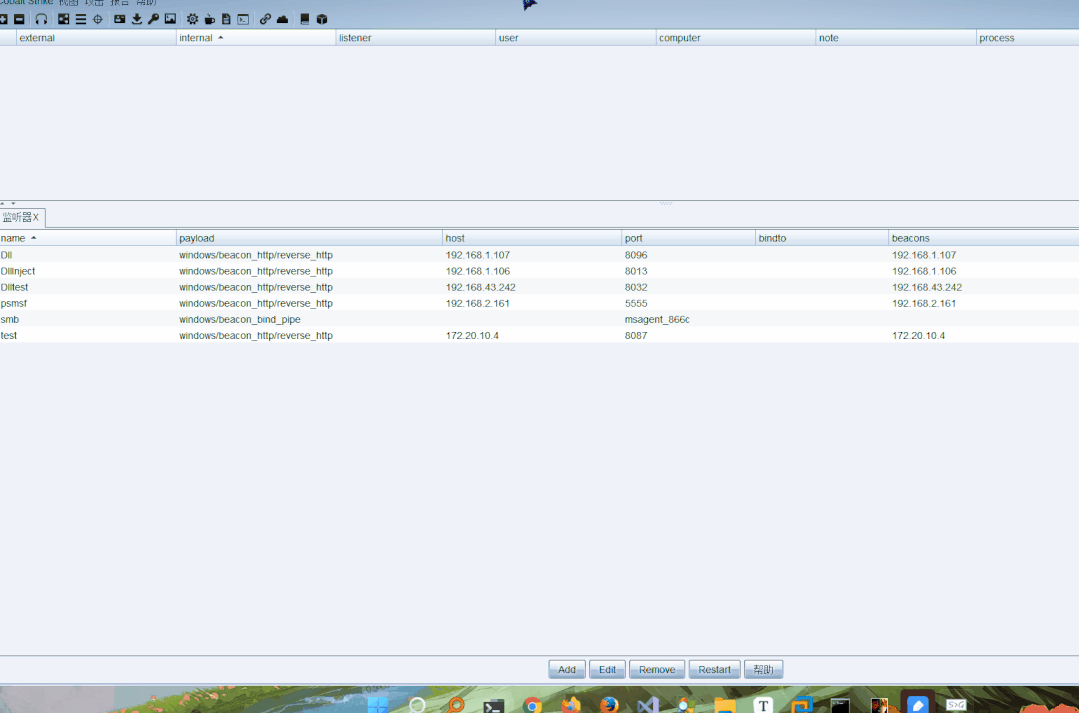 Cobalt Strike 视图 攻击 报告 帮助
external internal listener user computer note process
监听器X
name payload host port bindto beacons
Dll windows/beacon_http/reverse_http 192.168.1.107 8096 192.168.1.107
DllInject windows/beacon_http/reverse_http 192.168.1.106 8013 192.168.1.106
Dlltest windows/beacon_http/reverse_http 192.168.43.242 8032 192.168.43.242
psmsf windows/beacon_http/reverse_http 192.168.2.161 5555 192.168.2.161
smb windows/beacon_bind_pipe msagent_866c
test windows/beacon_http/reverse_http 172.20.10.4 8087 172.20.10.4
Add Edit Remove Restart 帮助
T